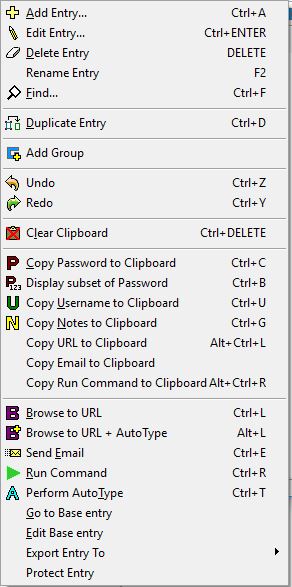 Add Entry... Ctrl+A
Edit Entry... Ctrl+ENTER
Delete Entry DELETE
Rename Entry F2
Find... Ctrl+F
Duplicate Entry Ctrl+D
Add Group
Undo Ctrl+Z
Redo Ctrl+Y
Clear Clipboard Ctrl+DELETE
P Copy Password to Clipboard Ctrl+C
P123 Display subset of Password Ctrl+B
U Copy Username to Clipboard Ctrl+U
N Copy Notes to Clipboard Ctrl+G
Copy URL to Clipboard Alt+Ctrl+L
Copy Email to Clipboard
Copy Run Command to Clipboard Alt+Ctrl+R
B Browse to URL Ctrl+L
B Browse to URL + AutoType Alt+L
Send Email Ctrl+E
Run Command Ctrl+R
A Perform AutoType Ctrl+T
Go to Base entry
Edit Base entry
Export Entry To
Protect Entry